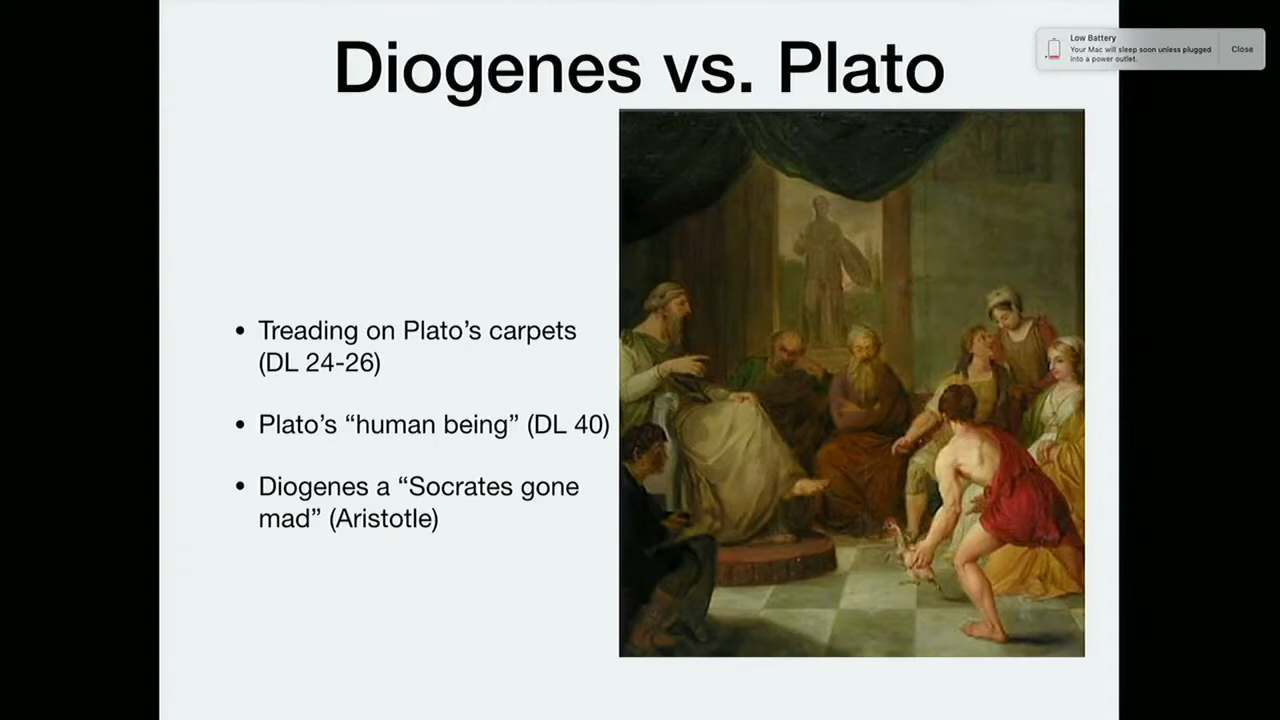 Diogenes vs. Plato
Low Battery
Your Mac will sleep soon unless plugged
into a power outlet.
Close
• Treading on Plato’s carpets
(DL 24-26)
• Plato’s “human being” (DL 40)
• Diogenes a “Socrates gone
mad” (Aristotle)